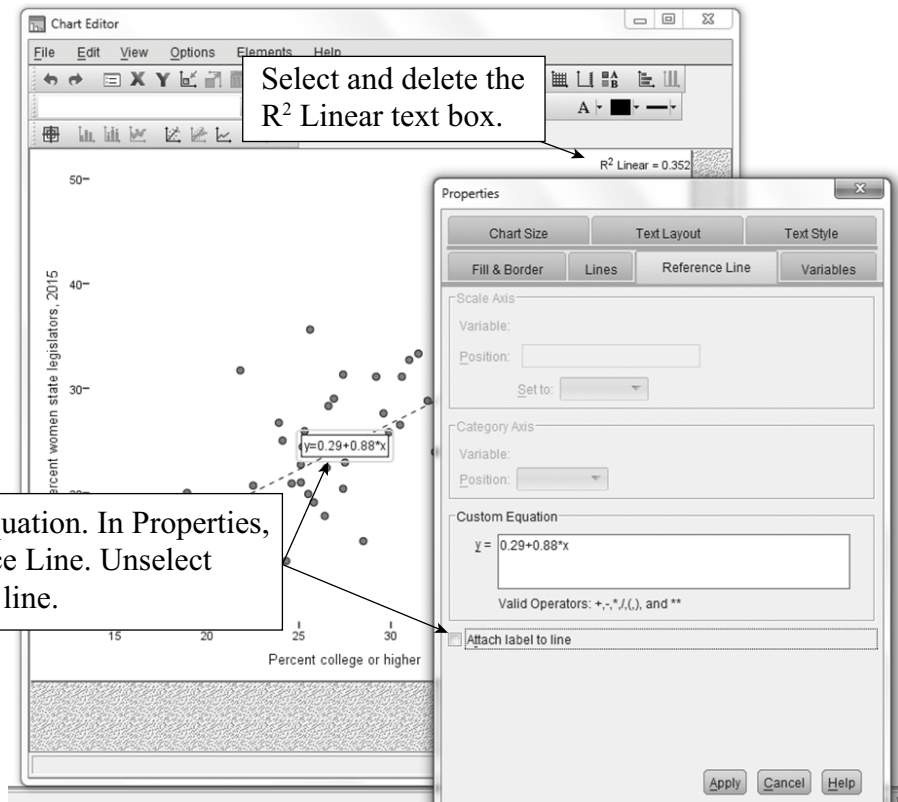 Chart Editor
File Edit View Options Elements Help
Select and delete the
R² Linear text box.
X Y
A B
A
R² Linear = 0.352
50
40
30
15 20 25 30
percent women state legislators, 2015
Percent college or higher
y=0.29+0.88*x
quation. In Properties,
ce Line. Unselect
line.
Properties
Chart Size Text Layout Text Style
Fill & Border Lines Reference Line Variables
Scale Axis
Variable:
Position:
Set to:
Category Axis
Variable:
Position:
Custom Equation
y = 0.29+0.88*x
Valid Operators: +,-,*,/,(,), and **
Attach label to line
Apply Cancel Help